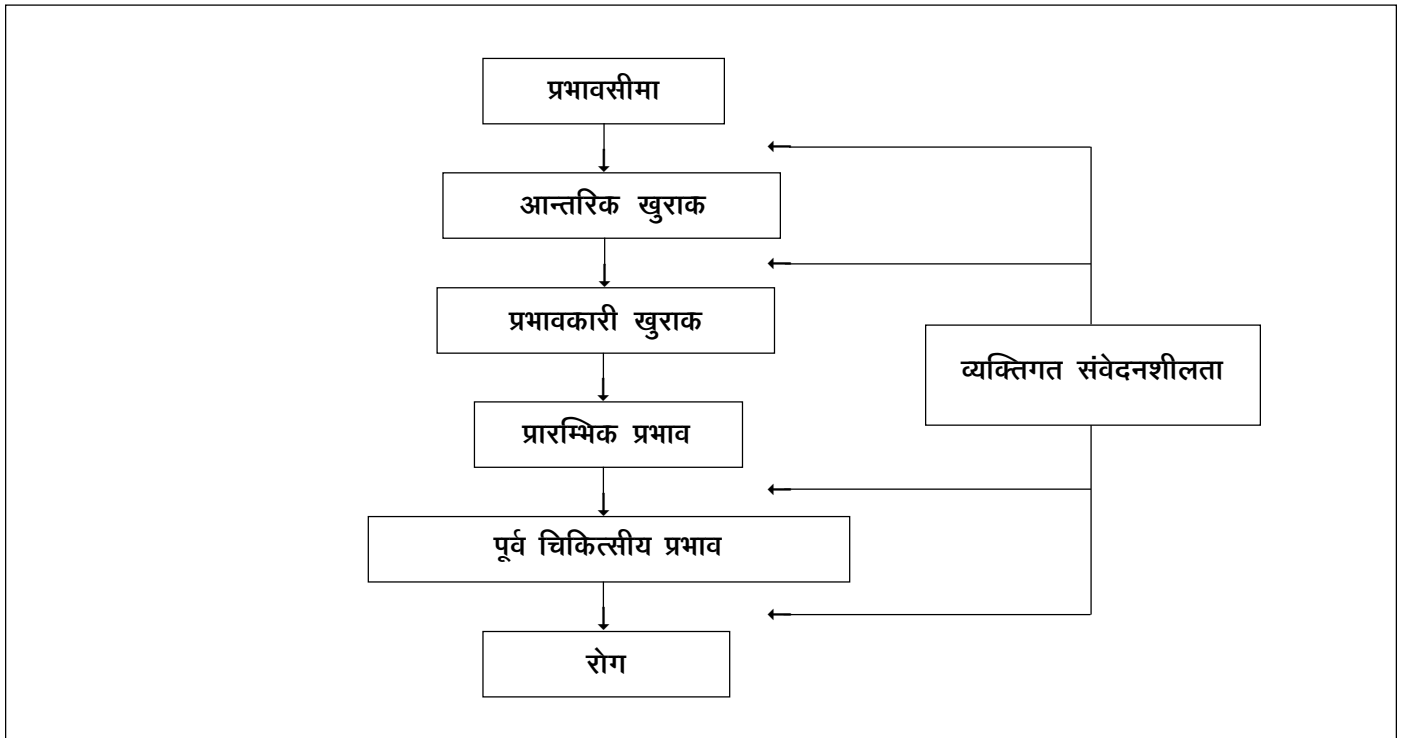 प्रभावसीमा
आन्तरिक खुराक
प्रभावकारी खुराक
व्यक्तिगत संवेदनशीलता
प्रारम्भिक प्रभाव
पूर्व चिकित्सीय प्रभाव
रोग